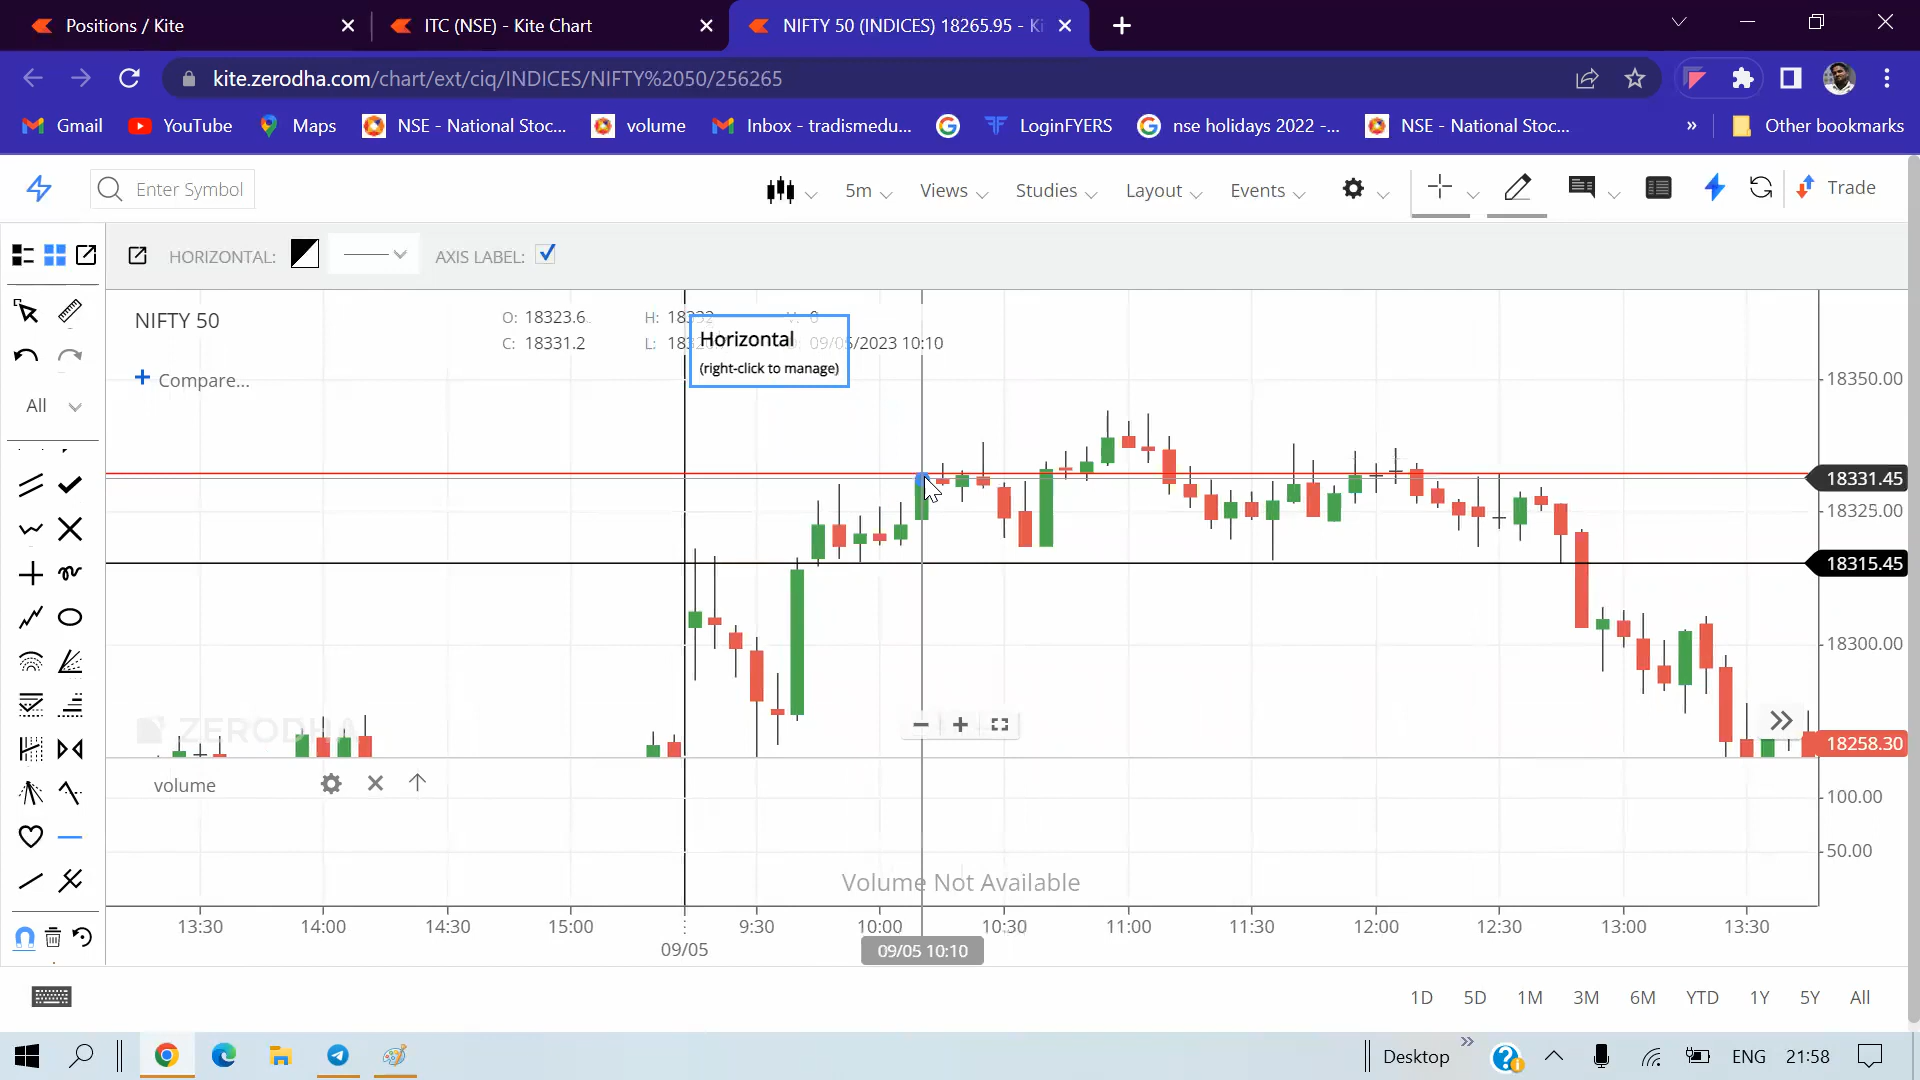 Positions / Kite
ITC (NSE) - Kite Chart
NIFTY 50 (INDICES) 18265.95 - Ki
kite.zerodha.com/chart/ext/ciq/INDICES/NIFTY%2050/256265
Gmail YouTube Maps NSE - National Stoc... volume Inbox - tradismedu... LoginFYERS nse holidays 2022 -... NSE - National Stoc... » Other bookmarks
Enter Symbol 5m Views Studies Layout Events Trade
HORIZONTAL: AXIS LABEL:
NIFTY 50
O: 18323.6 H: 18332 V: 0
C: 18331.2 L: 183 09/05/2023 10:10
Horizontal
(right-click to manage)
+ Compare...
All
18350.00
18331.45
18325.00
18315.45
18300.00
ZERODHA
18258.30
volume
100.00
50.00
Volume Not Available
13:30 14:00 14:30 15:00 9:30 10:00 10:30 11:00 11:30 12:00 12:30 13:00 13:30
09/05 09/05 10:10
1D 5D 1M 3M 6M YTD 1Y 5Y All
Desktop » ENG 21:58